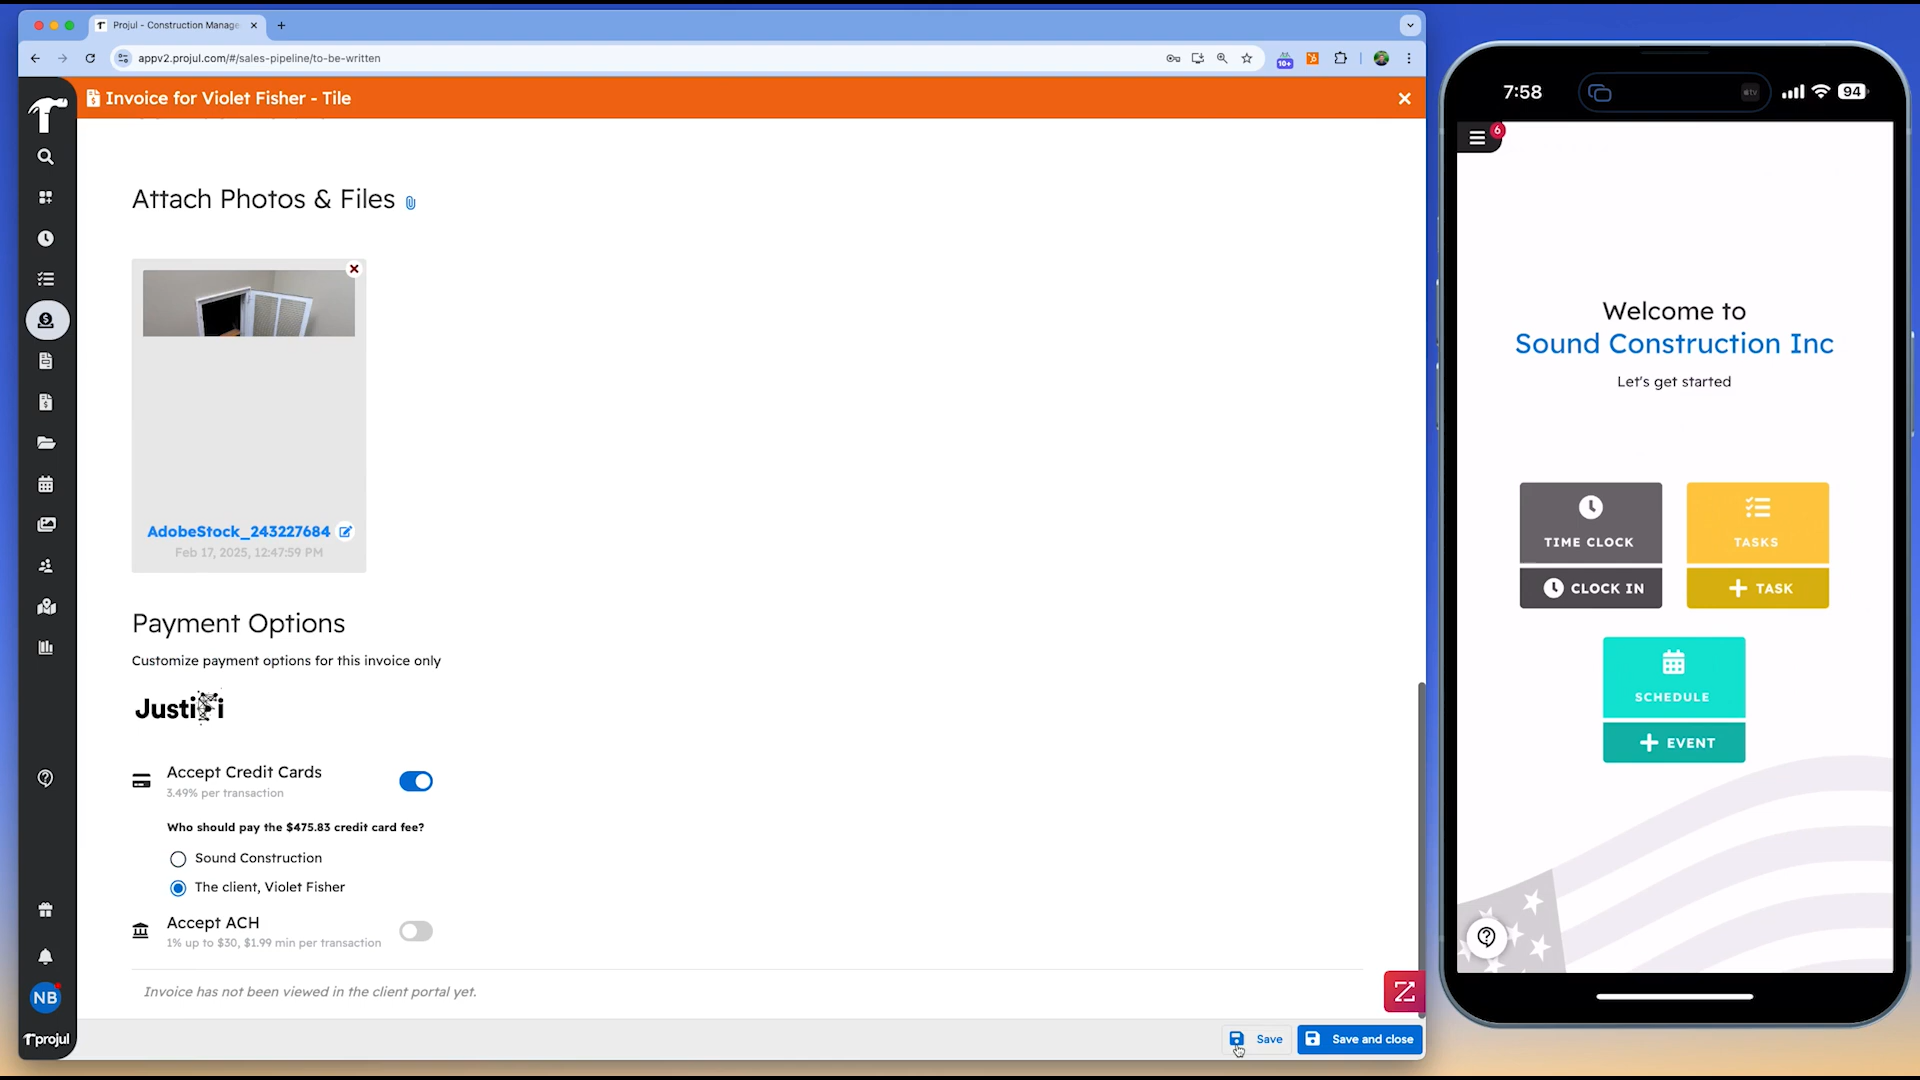 Projul - Construction Manage
appv2.projul.com/#/sales-pipeline/to-be-written
10+
Invoice for Violet Fisher - Tile
Attach Photos & Files
AdobeStock_243227684
Feb 17, 2025, 12:47:59 PM
Payment Options
Customize payment options for this invoice only
JustiFi
Accept Credit Cards
3.49% per transaction
Who should pay the $475.83 credit card fee?
Sound Construction
The client, Violet Fisher
Accept ACH
1% up to $30, $1.99 min per transaction
Invoice has not been viewed in the client portal yet.
Save
Save and close
NB
projul
7:58
tv
94
6
Welcome to
Sound Construction Inc
Let's get started
TIME CLOCK
CLOCK IN
TASKS
TASK
SCHEDULE
EVENT